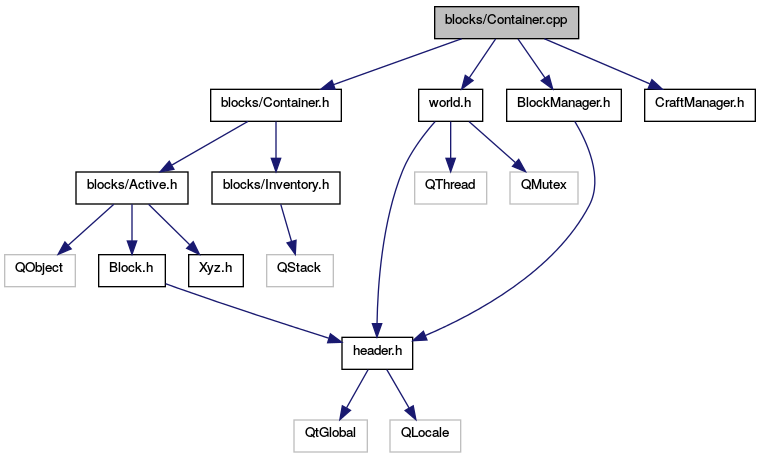 blocks/Container.cpp
blocks/Container.h
world.h
BlockManager.h
CraftManager.h
blocks/Active.h
blocks/Inventory.h
QThread
QMutex
QObject
Block.h
Xyz.h
QStack
header.h
QtGlobal
QLocale